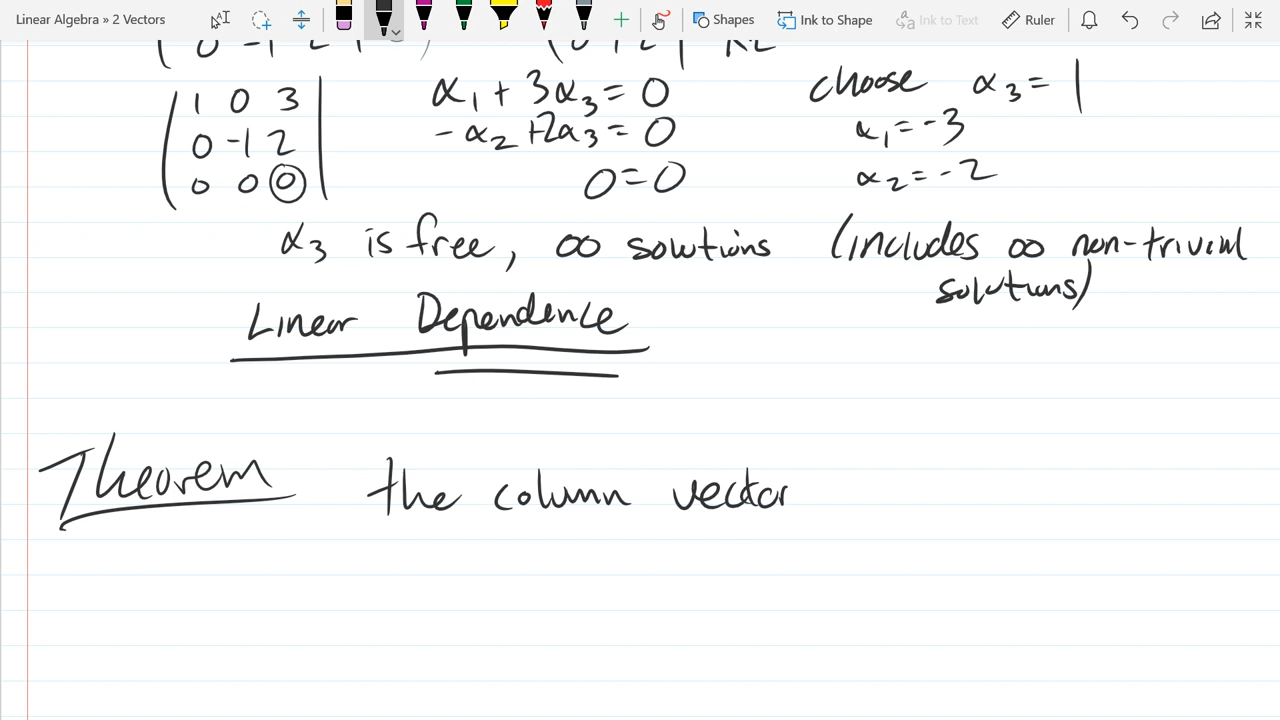 Linear Algebra » 2 Vectors
Shapes Ink to Shape Ink to Text Ruler
1 0 3 α₁ + 3α₃ = 0 choose α₃ = 1
0 -1 2 -α₂ + 2α₃ = 0 α₁ = -3
0 0 0 0 = 0 α₂ = -2
α₃ is free, ∞ solutions (includes ∞ non-trivial
solutions)
Linear Dependence
Theorem the column vector